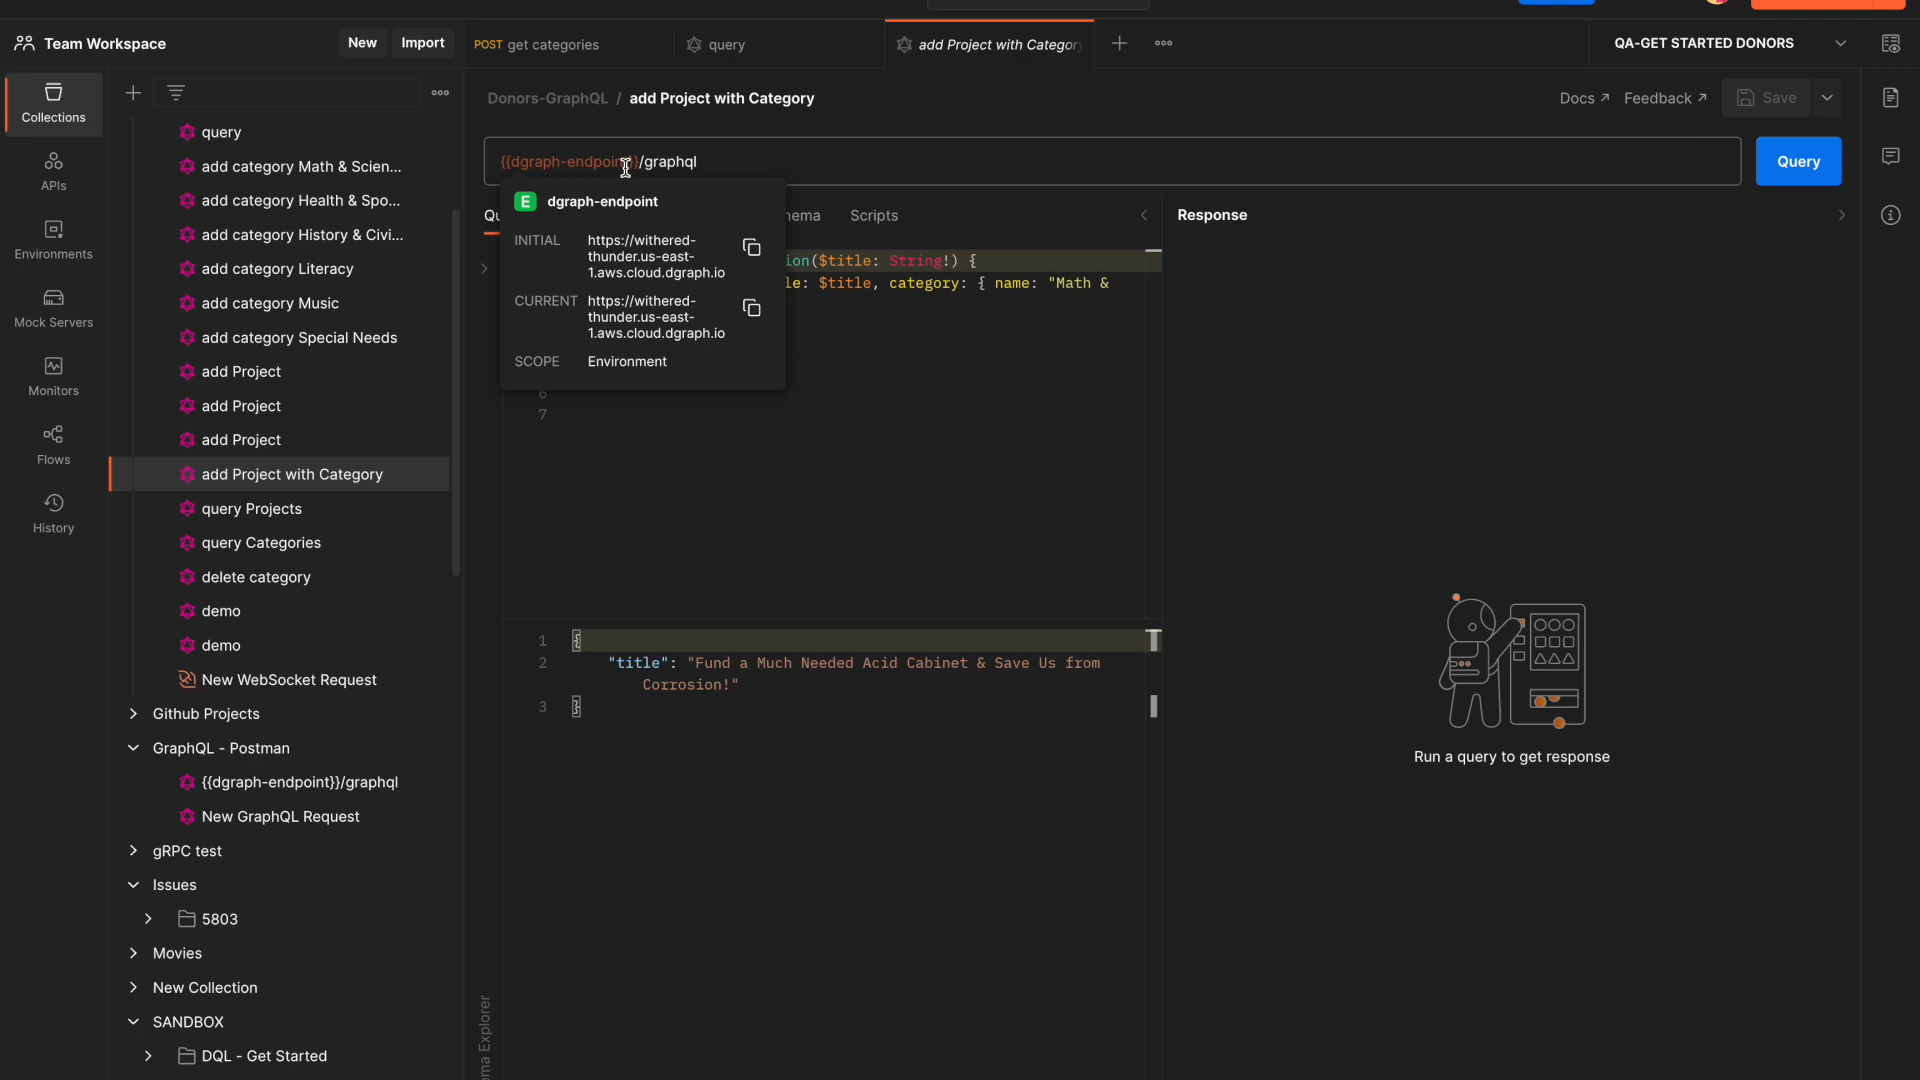 Team Workspace
New
Import
POST get categories
query
add Project with Categor
QA-GET STARTED DONORS
Collections
APIs
Environments
Mock Servers
Monitors
Flows
History
query
add category Math & Scien...
add category Health & Spo...
add category History & Civi...
add category Literacy
add category Music
add category Special Needs
add Project
add Project
add Project
add Project with Category
query Projects
query Categories
delete category
demo
demo
New WebSocket Request
Github Projects
GraphQL - Postman
{{dgraph-endpoint}}/graphql
New GraphQL Request
gRPC test
Issues
5803
Movies
New Collection
SANDBOX
DQL - Get Started
Donors-GraphQL / add Project with Category
Docs ↗ Feedback ↗
Save
{{dgraph-endpoint}}/graphql
Query
E dgraph-endpoint
INITIAL https://withered-
thunder.us-east-
1.aws.cloud.dgraph.io
CURRENT https://withered-
thunder.us-east-
1.aws.cloud.dgraph.io
SCOPE Environment
Qu
hema
Scripts
ion($title: String!) {
le: $title, category: { name: "Math &
6
7
1 {
2 "title": "Fund a Much Needed Acid Cabinet & Save Us from
Corrosion!"
3 }
ma Explorer
Response
Run a query to get response